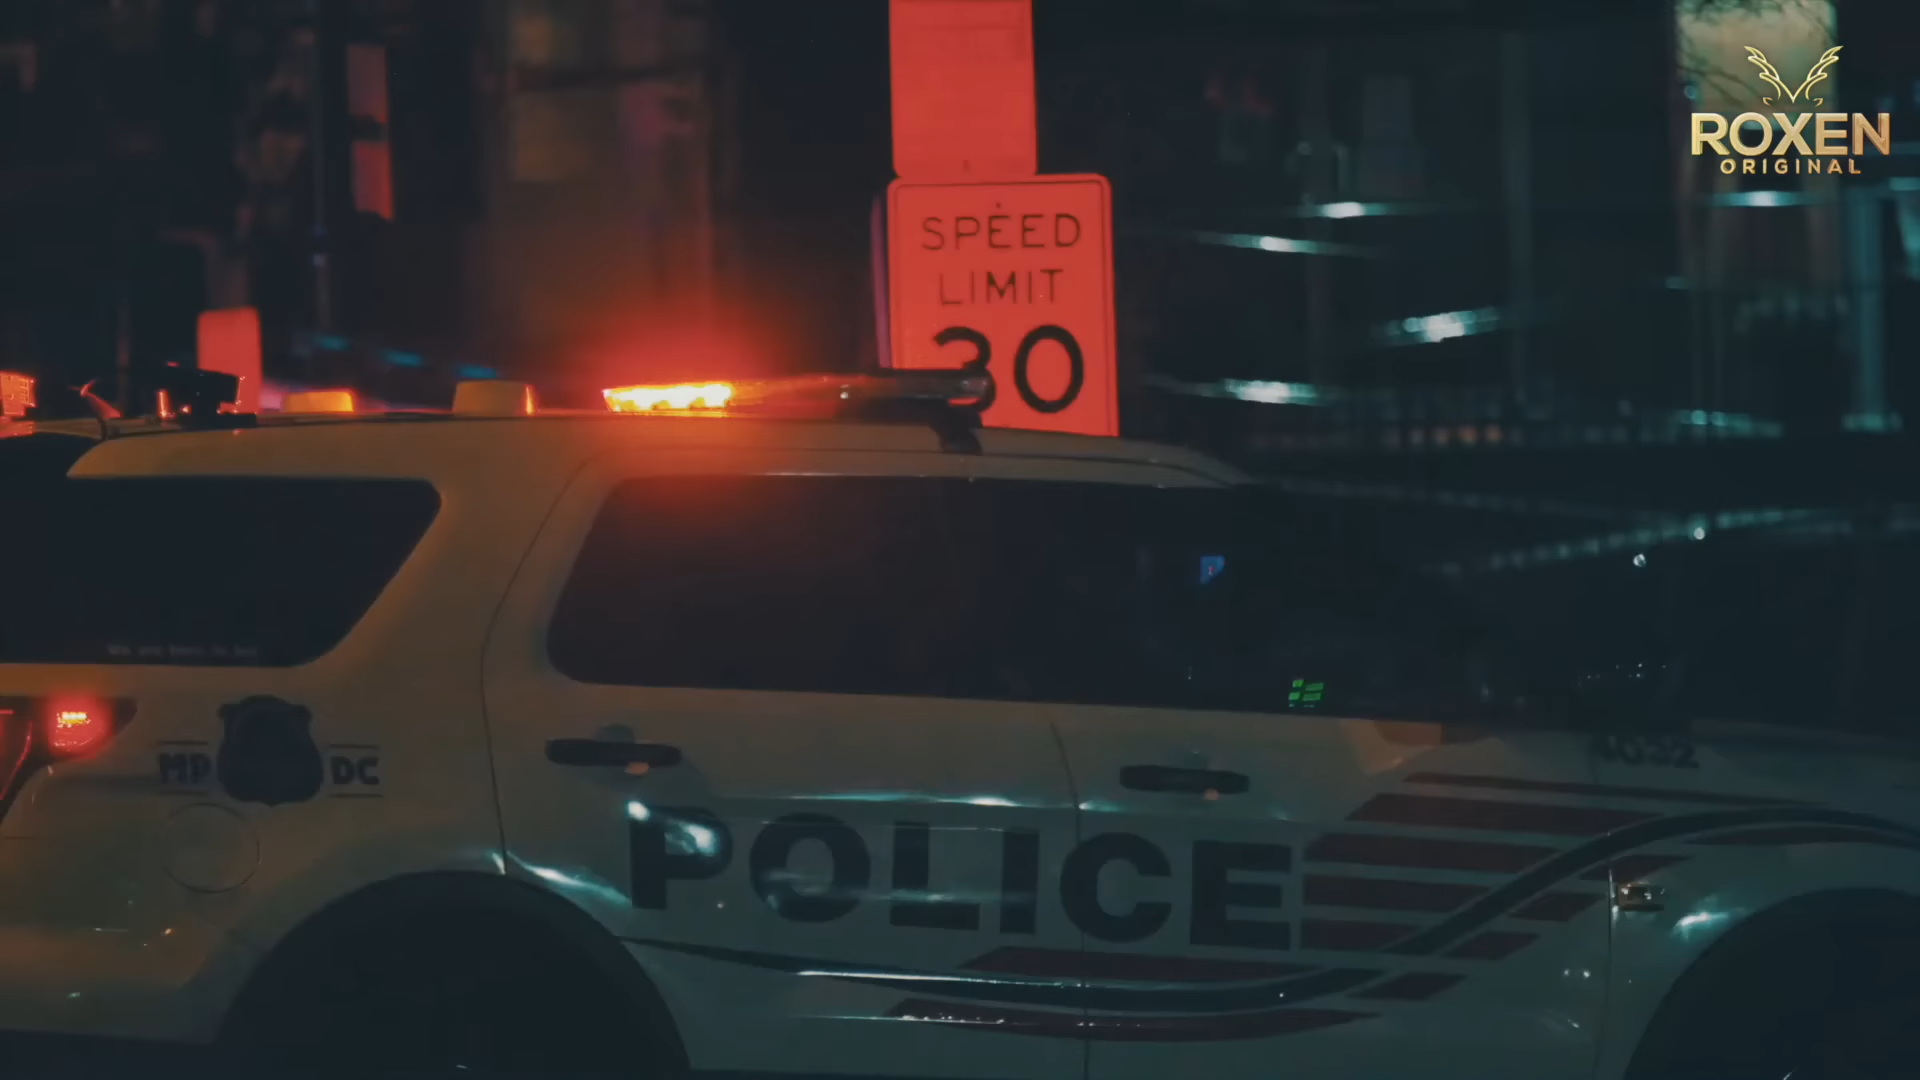 ROXEN
ORIGINAL
SPEED
LIMIT
30
MP DC
POLICE